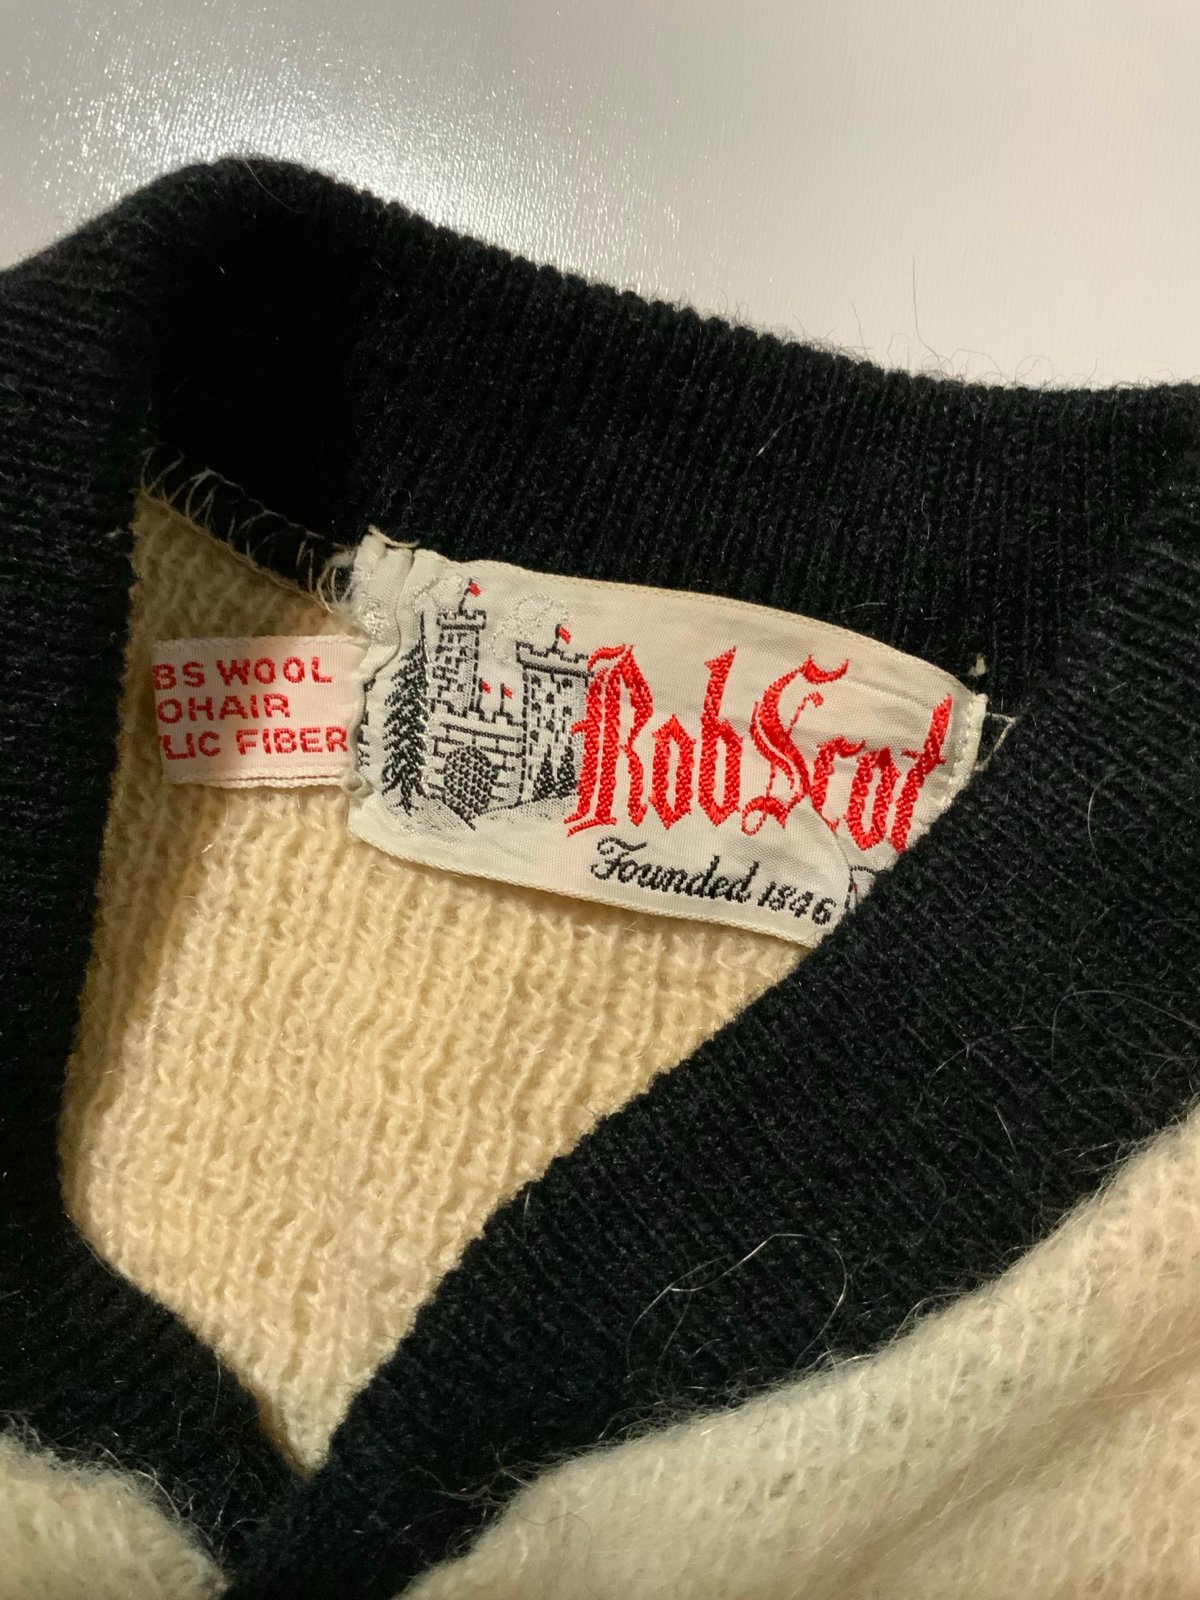 BS WOOL
OHAIR
LIC FIBER
Rob Scot
Founded 1846